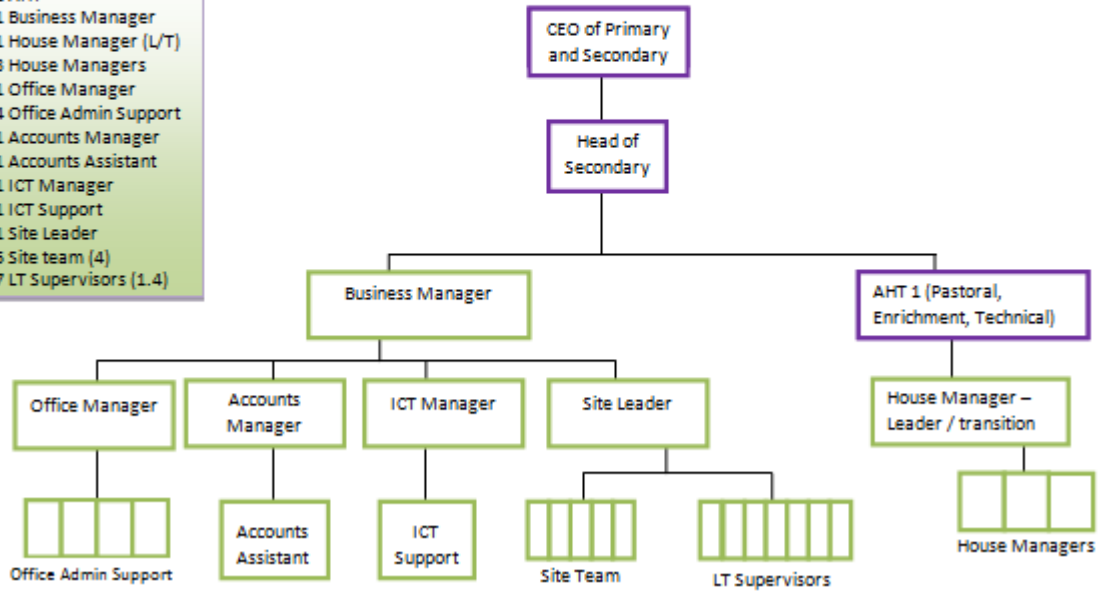 1 Business Manager
1 House Manager (L/T)
3 House Managers
1 Office Manager
4 Office Admin Support
1 Accounts Manager
1 Accounts Assistant
1 ICT Manager
1 ICT Support
1 Site Leader
Site team (4)
7 LT Supervisors (1.4)
CEO of Primary
and Secondary
Head of
Secondary
Business Manager
AHT 1 (Pastoral,
Enrichment, Technical)
Office Manager
Accounts
Manager
ICT Manager
Site Leader
House Manager –
Leader / transition
Office Admin Support
Accounts
Assistant
ICT
Support
Site Team
LT Supervisors
House Managers